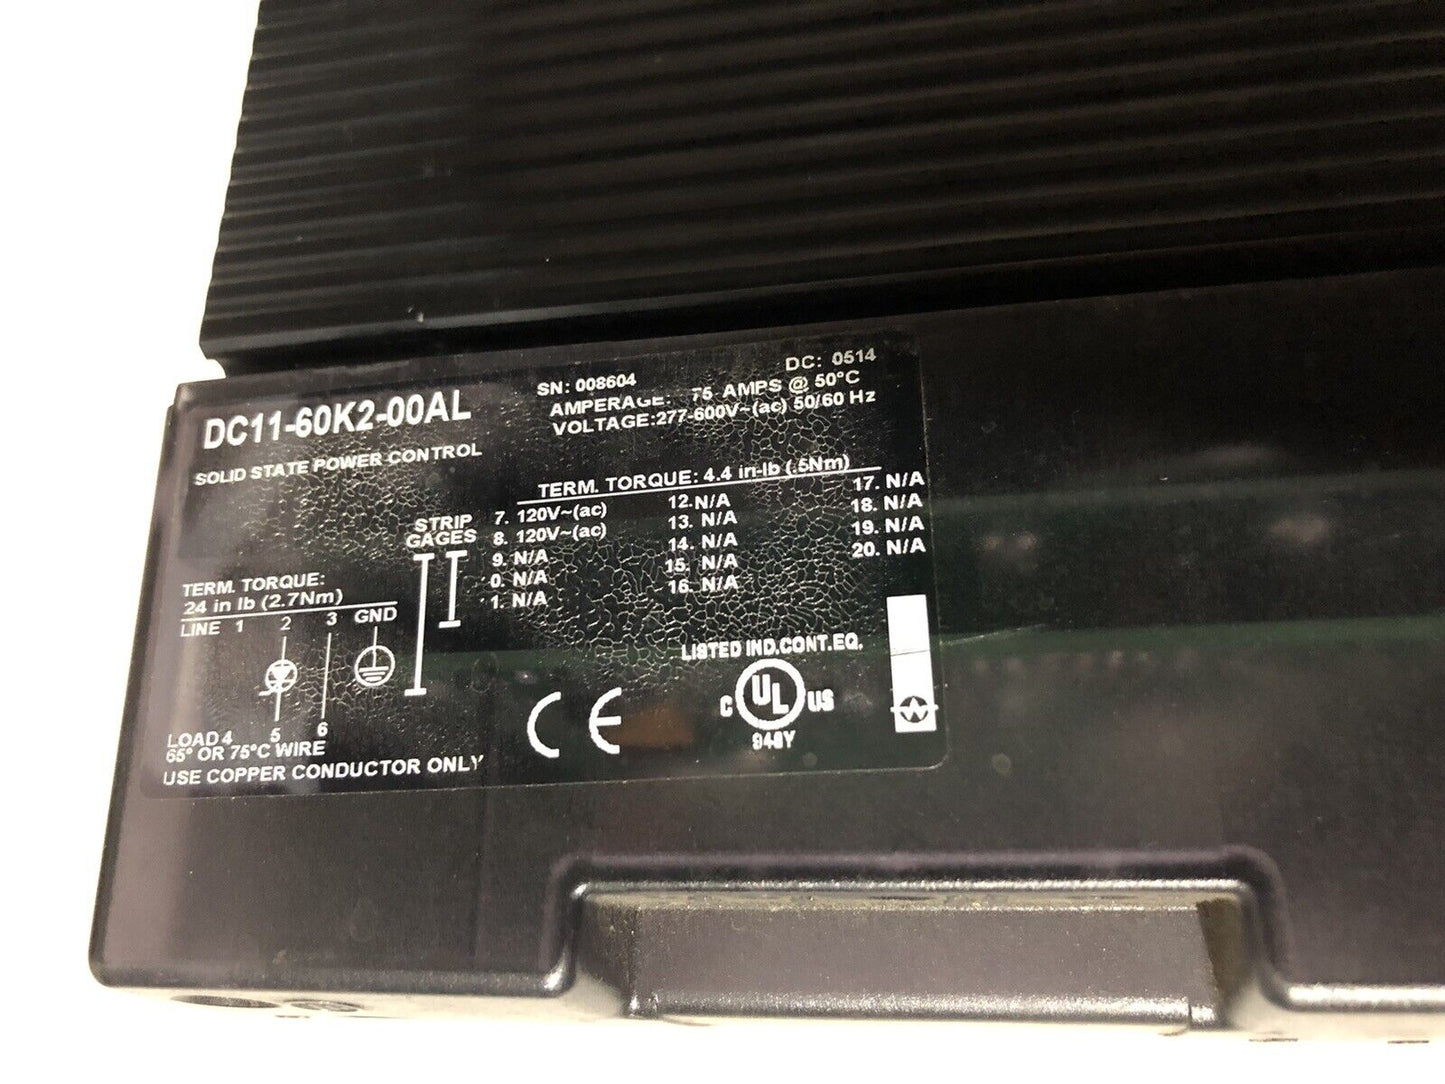 DC11-60K2-00AL
SOLID STATE POWER CONTROL
SN: 008604
DC: 0514
AMPERAGE: 75 AMPS @ 50°C
VOLTAGE:277-600V~(ac) 50/60 Hz
TERM. TORQUE: 4.4 in-lb (.5Nm)
STRIP
GAGES
7. 120V~(ac)
8. 120V~(ac)
9. N/A
0. N/A
1. N/A
12. N/A
13. N/A
14. N/A
15. N/A
16. N/A
17. N/A
18. N/A
19. N/A
20. N/A
TERM. TORQUE:
24 in lb (2.7Nm)
LINE 1 2 3 GND
LOAD 4 5 6
65° OR 75°C WIRE
USE COPPER CONDUCTOR ONLY
CE
LISTED IND.CONT.EQ.
C UL US
948Y